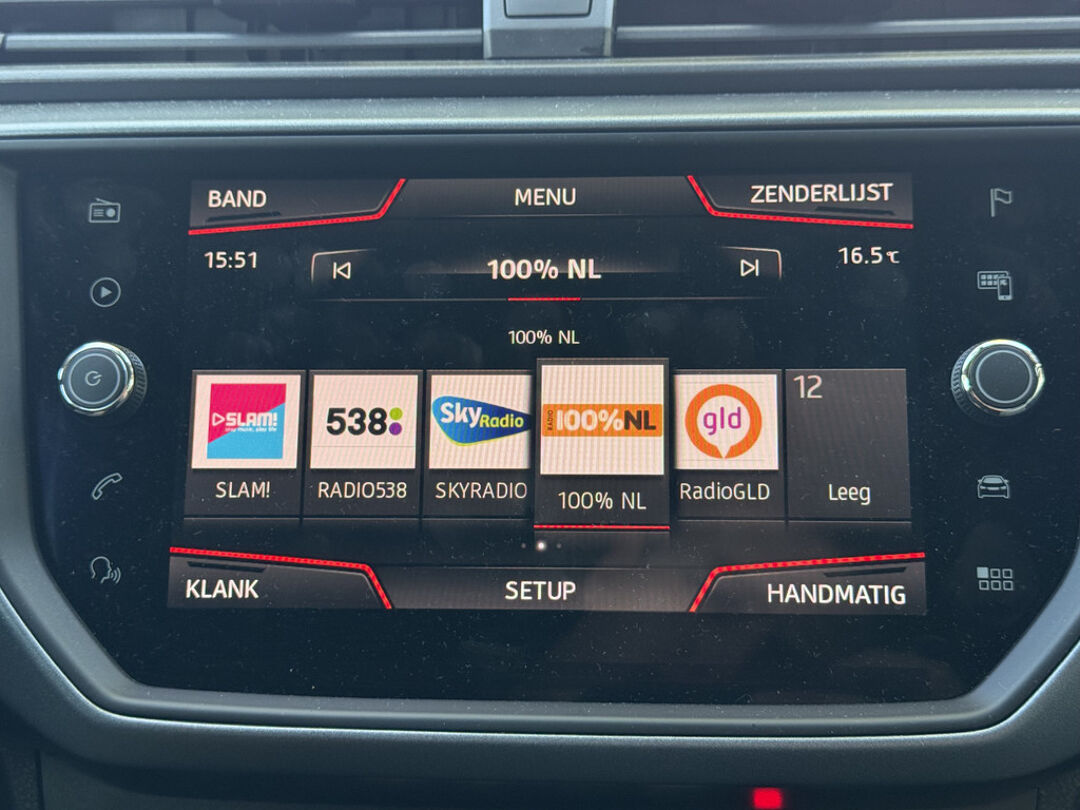 BAND MENU ZENDERLIJST
15:51 100% NL 16.5°C
100% NL
12
SLAM!
538
Sky Radio
RADIO 100%NL
gld
SLAM! RADIO538 SKYRADIO 100% NL RadioGLD Leeg
KLANK SETUP HANDMATIG